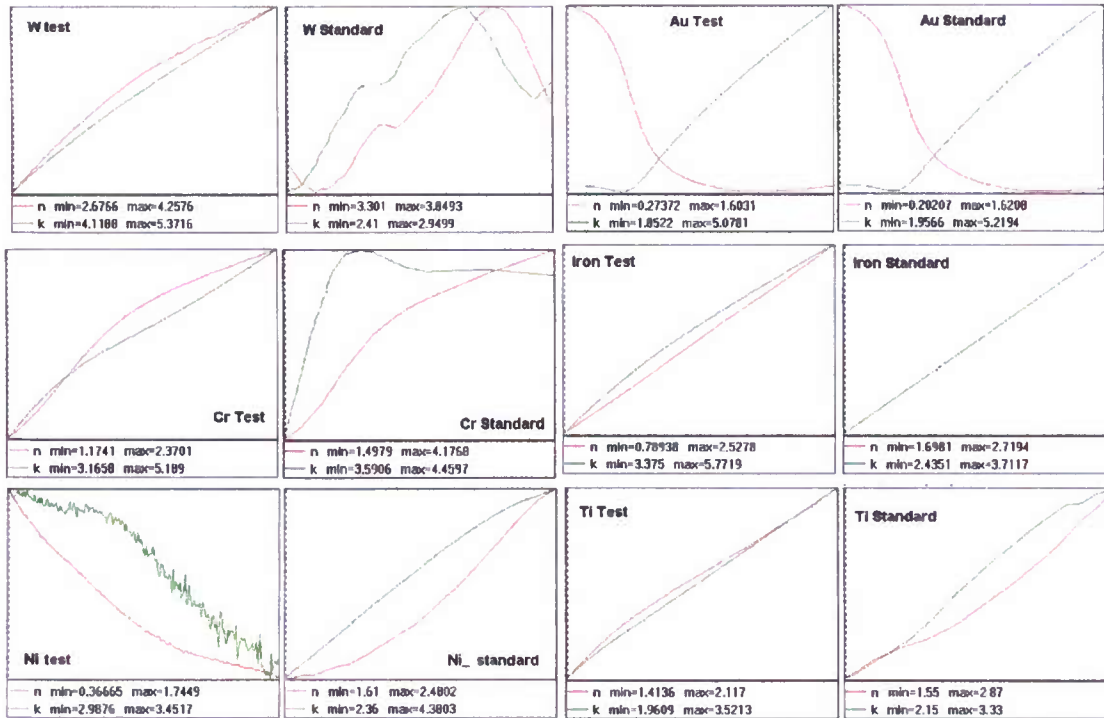 W test
n min=2.6766 max=4.2576
k min=4.1188 max=5.3716
W Standard
n min=3.301 max=3.8493
k min=2.41 max=2.9499
Au Test
n min=0.27372 max=1.6031
k min=1.8522 max=5.0781
Au Standard
n min=0.20207 max=1.6208
k min=1.9566 max=5.2194
Cr Test
n min=1.1741 max=2.3701
k min=3.1658 max=5.189
Cr Standard
n min=1.4979 max=4.1768
k min=3.5906 max=4.4597
Iron Test
n min=0.78938 max=2.5278
k min=3.375 max=5.7719
Iron Standard
n min=1.6981 max=2.7194
k min=2.4351 max=3.7117
Ni test
n min=0.36665 max=1.7449
k min=2.9876 max=3.4517
Ni_ standard
n min=1.61 max=2.4802
k min=2.36 max=4.3803
Ti Test
n min=1.4136 max=2.117
k min=1.9609 max=3.5213
Ti Standard
n min=1.55 max=2.87
k min=2.15 max=3.33